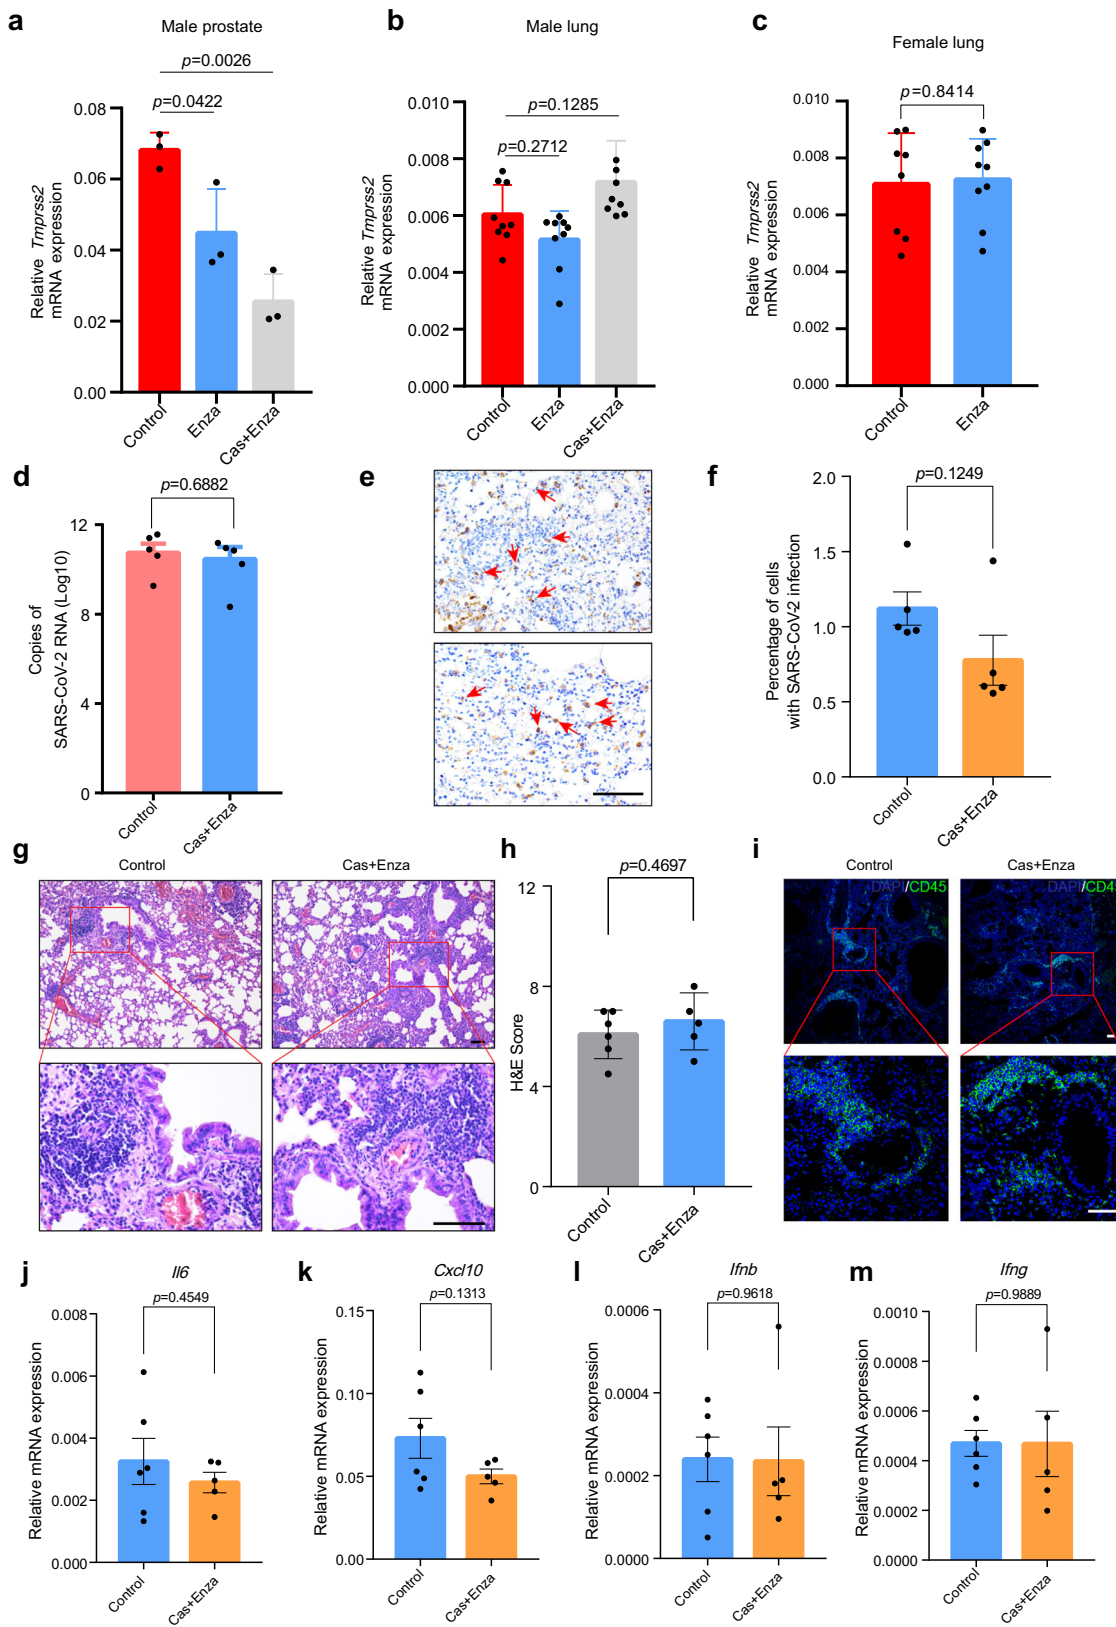 a
Male prostate
p=0.0026
p=0.0422
Relative Tmprss2
mRNA expression
0.08
0.06
0.04
0.02
0.00
Control
Enza
Cas+Enza
b
Male lung
p=0.1285
p=0.2712
Relative Tmprss2
mRNA expression
0.010
0.008
0.006
0.004
0.002
0.000
Control
Enza
Cas+Enza
c
Female lung
p=0.8414
Relative Tmprss2
mRNA expression
0.010
0.008
0.006
0.004
0.002
0.000
Control
Enza
d
p=0.6882
Copies of
SARS-CoV-2 RNA (Log10)
12
8
4
0
Control
Cas+Enza
e
f
p=0.1249
Percentage of cells
with SARS-CoV-2 infection
2.0
1.5
1.0
0.5
0.0
Control
Cas+Enza
g
Control
Cas+Enza
h
p=0.4697
H&E Score
12
8
4
0
Control
Cas+Enza
i
Control
Cas+Enza
DAPI/CD45
DAPI/CD45
j
Il6
p=0.4549
Relative mRNA expression
0.008
0.006
0.004
0.002
0.000
Control
Cas+Enza
k
Cxcl10
p=0.1313
Relative mRNA expression
0.15
0.10
0.05
0.00
Control
Cas+Enza
l
Ifnb
p=0.9618
Relative mRNA expression
0.0006
0.0004
0.0002
0.0000
Control
Cas+Enza
m
Ifng
p=0.9889
Relative mRNA expression
0.0010
0.0008
0.0006
0.0004
0.0002
0.0000
Control
Cas+Enza